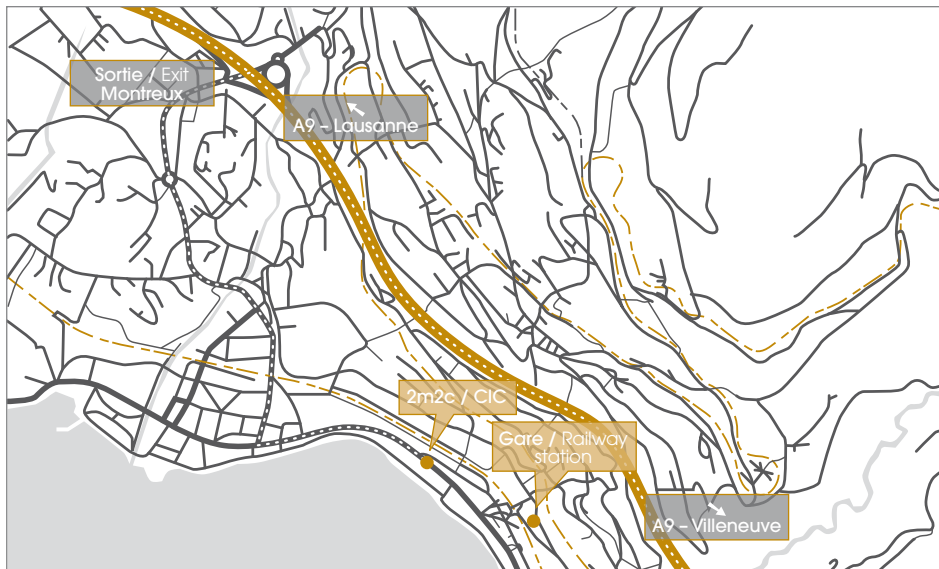 Sortie / Exit
Montreux
A9 – Lausanne
2m2c / CIC
Gare / Railway
station
A9 – Villeneuve